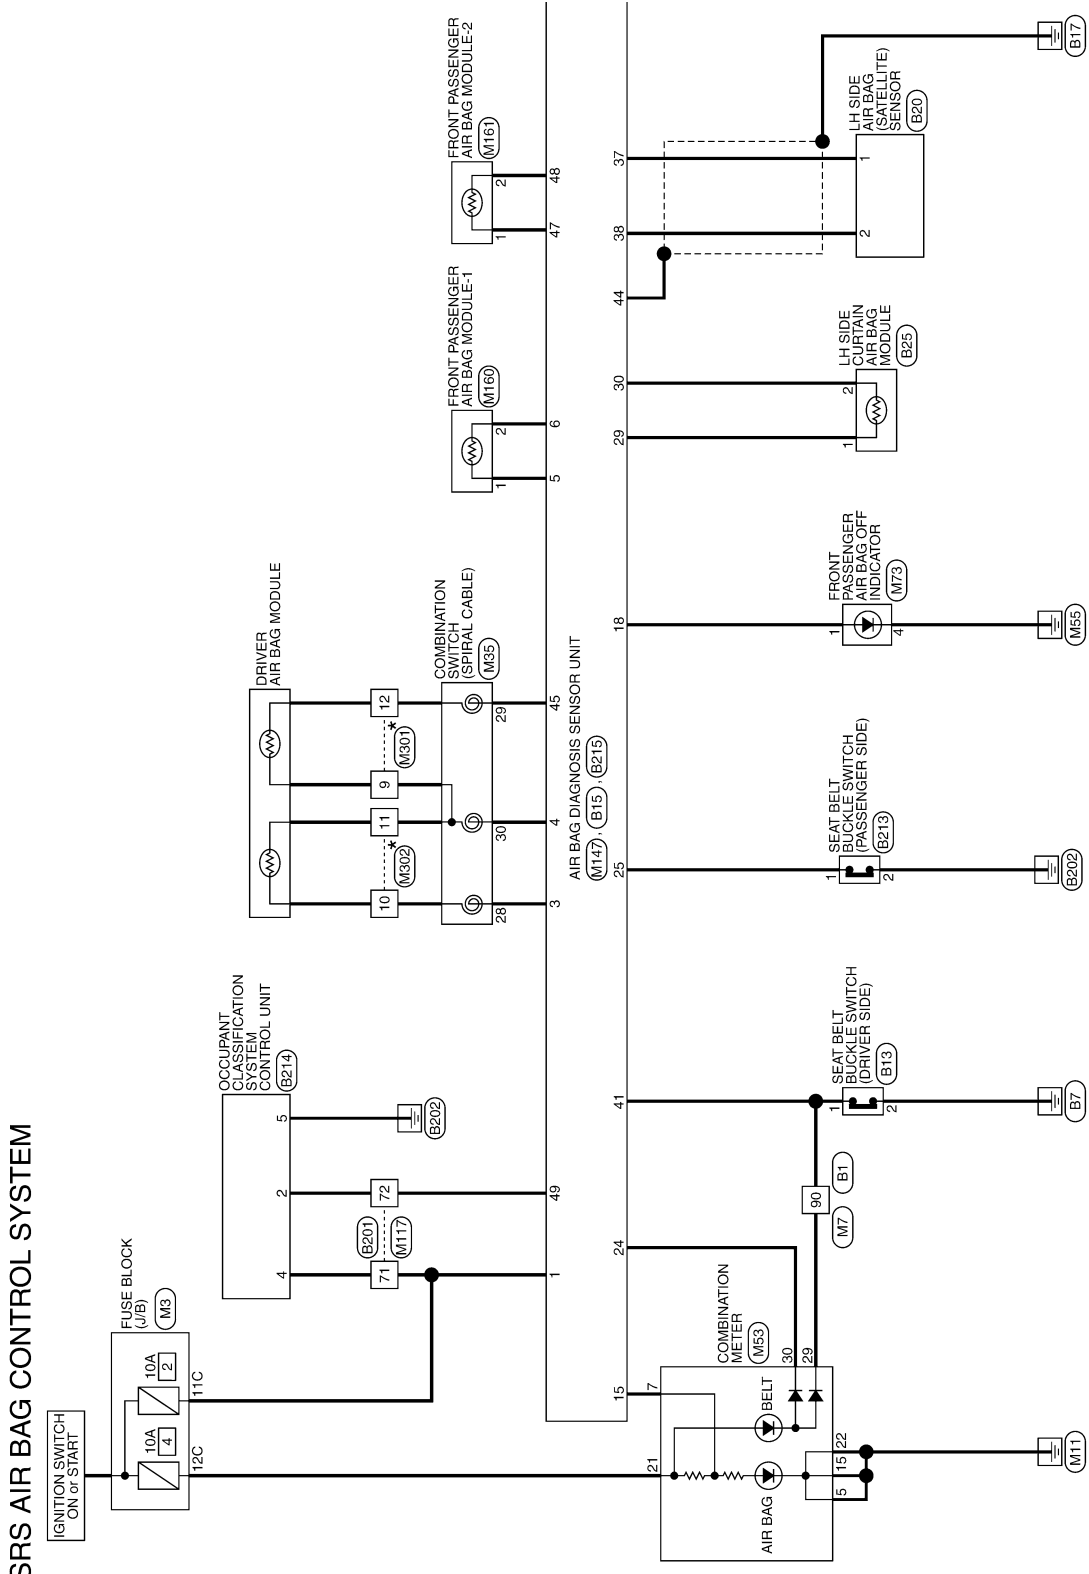 SRS AIR BAG CONTROL SYSTEM
IGNITION SWITCH
ON or START
FUSE BLOCK
(J/B)
M3
10A
4
10A
2
12C
11C
OCCUPANT
CLASSIFICATION
SYSTEM
CONTROL UNIT
B214
4
2
5
71
72
B201
M117
B202
1
49
DRIVER
AIR BAG MODULE
10
11
9
12
*
M302
*
M301
COMBINATION
SWITCH
(SPIRAL CABLE)
M35
28
30
29
3
4
45
FRONT PASSENGER
AIR BAG MODULE-1
M160
1
2
5
6
FRONT PASSENGER
AIR BAG MODULE-2
M161
1
2
47
48
AIR BAG DIAGNOSIS SENSOR UNIT
M147 , B15 , B215
15
24
41
25
18
29
30
44
38
37
COMBINATION
METER
M53
21
7
30
29
AIR BAG
BELT
5
15
22
M11
90
M7
B1
SEAT BELT
BUCKLE SWITCH
(DRIVER SIDE)
B13
1
2
B7
SEAT BELT
BUCKLE SWITCH
(PASSENGER SIDE)
B213
1
2
B202
FRONT
PASSENGER
AIR BAG OFF
INDICATOR
M73
1
4
M55
LH SIDE
CURTAIN
AIR BAG
MODULE
B25
1
2
LH SIDE
AIR BAG
(SATELLITE)
SENSOR
B20
2
1
B17